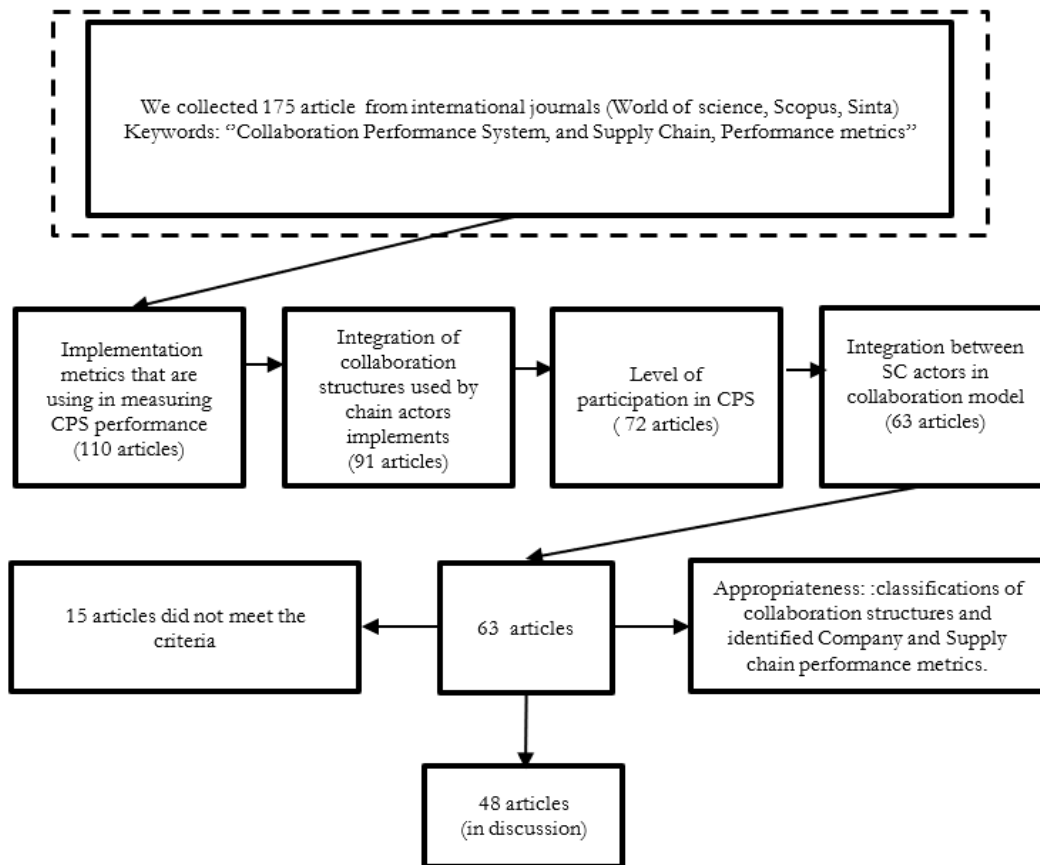 We collected 175 article from international journals (World of science, Scopus, Sinta)
Keywords: “Collaboration Performance System, and Supply Chain, Performance metrics”
Implementation
metrics that are
using in measuring
CPS performance
(110 articles)
Integration of
collaboration
structures used by
chain actors
implements
(91 articles)
Level of
participation in CPS
( 72 articles)
Integration between
SC actors in
collaboration model
(63 articles)
15 articles did not meet the
criteria
63 articles
Appropriateness: :classifications of
collaboration structures and
identified Company and Supply
chain performance metrics.
48 articles
(in discussion)